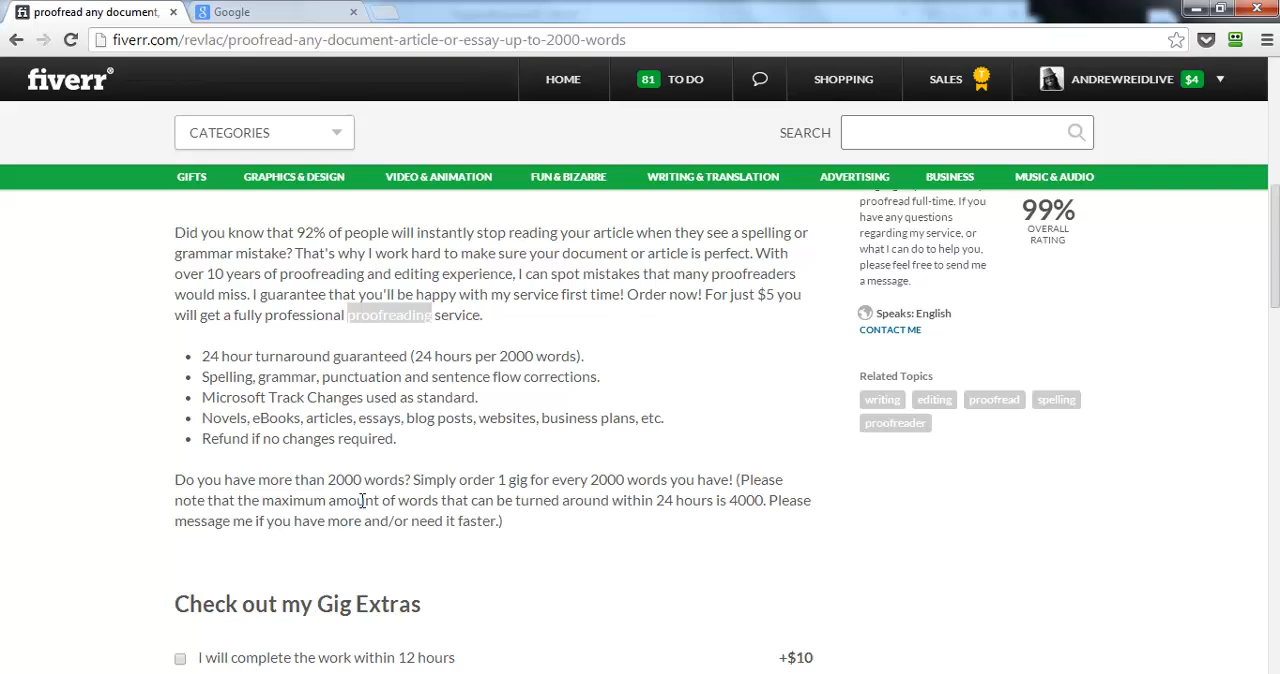 proofread any document,
Google
fiverr.com/revlac/proofread-any-document-article-or-essay-up-to-2000-words
fiverr®
HOME
81 TO DO
SHOPPING
SALES
ANDREWREIDLIVE $4
CATEGORIES
SEARCH
GIFTS
GRAPHICS & DESIGN
VIDEO & ANIMATION
FUN & BIZARRE
WRITING & TRANSLATION
ADVERTISING
BUSINESS
MUSIC & AUDIO
Did you know that 92% of people will instantly stop reading your article when they see a spelling or
grammar mistake? That's why I work hard to make sure your document or article is perfect. With
over 10 years of proofreading and editing experience, I can spot mistakes that many proofreaders
would miss. I guarantee that you'll be happy with my service first time! Order now! For just $5 you
will get a fully professional proofreading service.
• 24 hour turnaround guaranteed (24 hours per 2000 words).
• Spelling, grammar, punctuation and sentence flow corrections.
• Microsoft Track Changes used as standard.
• Novels, eBooks, articles, essays, blog posts, websites, business plans, etc.
• Refund if no changes required.
Do you have more than 2000 words? Simply order 1 gig for every 2000 words you have! (Please
note that the maximum amount of words that can be turned around within 24 hours is 4000. Please
message me if you have more and/or need it faster.)
Check out my Gig Extras
I will complete the work within 12 hours
+$10
proofread full-time. If you
have any questions
regarding my service, or
what I can do to help you,
please feel free to send me
a message.
99%
OVERALL
RATING
Speaks: English
CONTACT ME
Related Topics
writing editing proofread spelling
proofreader